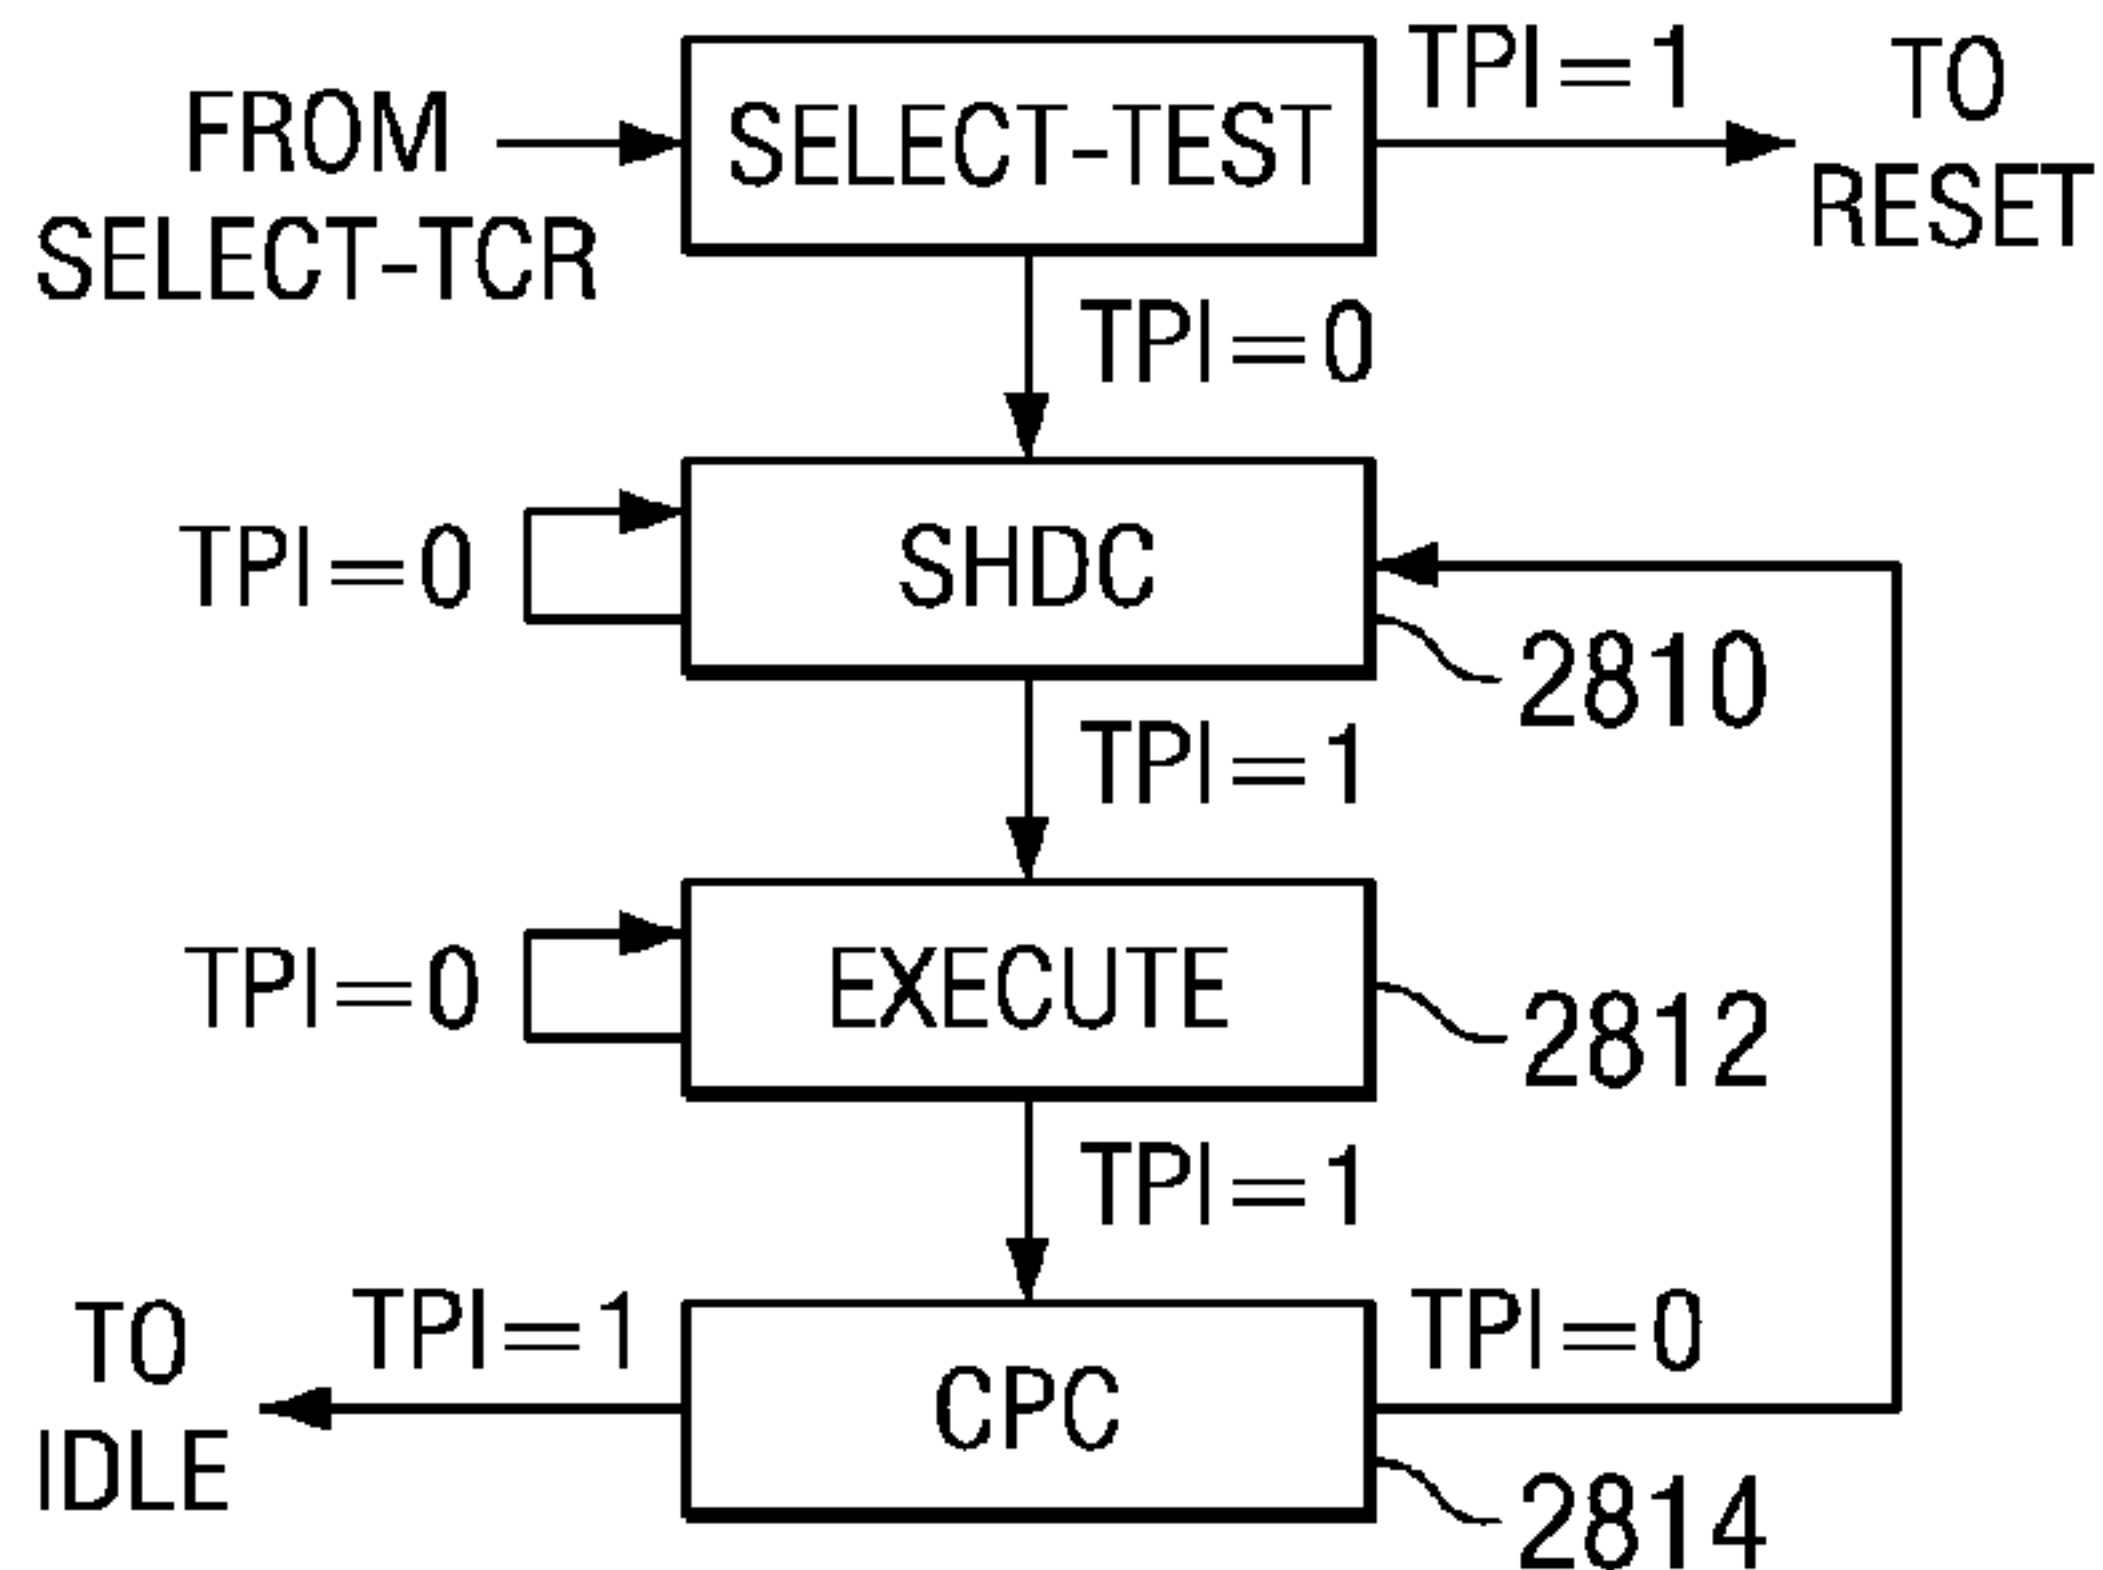 FROM
SELECT-TCR
SELECT-TEST
TPI=1
TO
RESET
TPI=0
TPI=0
SHDC
2810
TPI=1
TPI=0
EXECUTE
2812
TPI=1
TO
IDLE
TPI=1
CPC
TPI=0
2814